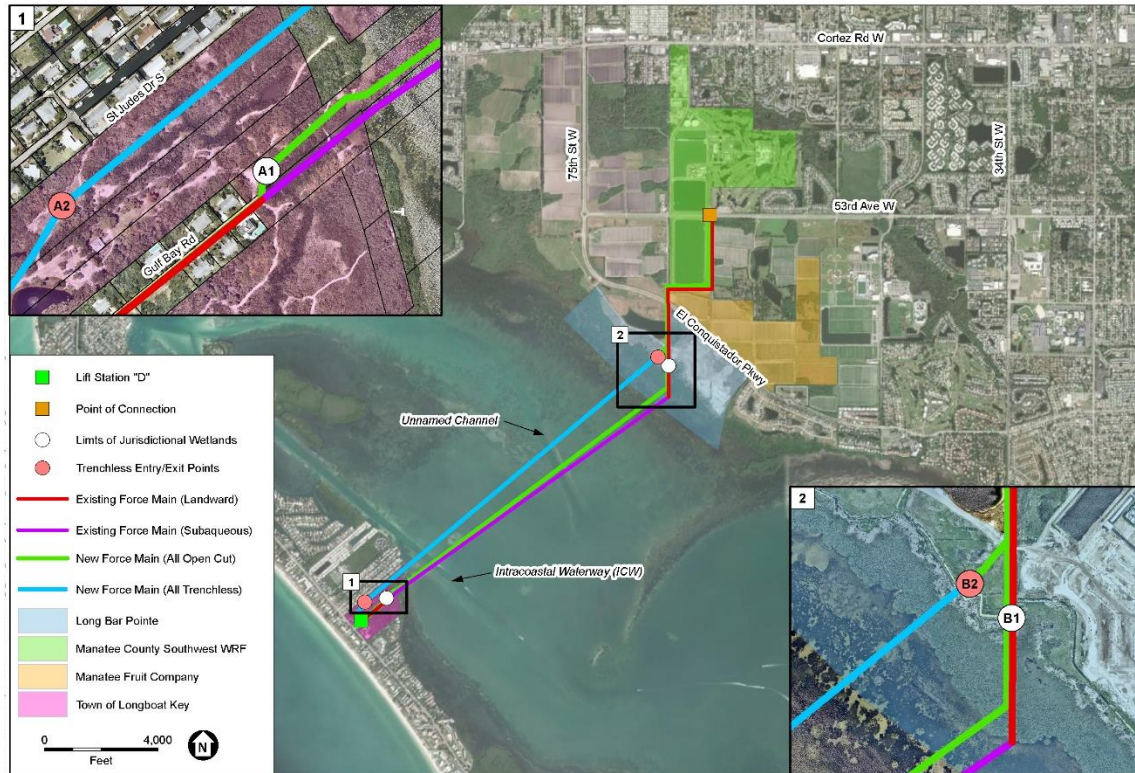 1
St Judes Dr S
A1
A2
Gulf Bay Rd
Cortez Rd W
75th St W
34th St W
53rd Ave W
El Conquistador Pkwy
2
Unnamed Channel
Intracoastal Waterway (ICW)
1
Lift Station "D"
Point of Connection
Limts of Jurisdictional Wetlands
Trenchless Entry/Exit Points
Existing Force Main (Landward)
Existing Force Main (Subaqueous)
New Force Main (All Open Cut)
New Force Main (All Trenchless)
Long Bar Pointe
Manatee County Southwest WRF
Manatee Fruit Company
Town of Longboat Key
0 4,000
Feet
N
2
B2
B1